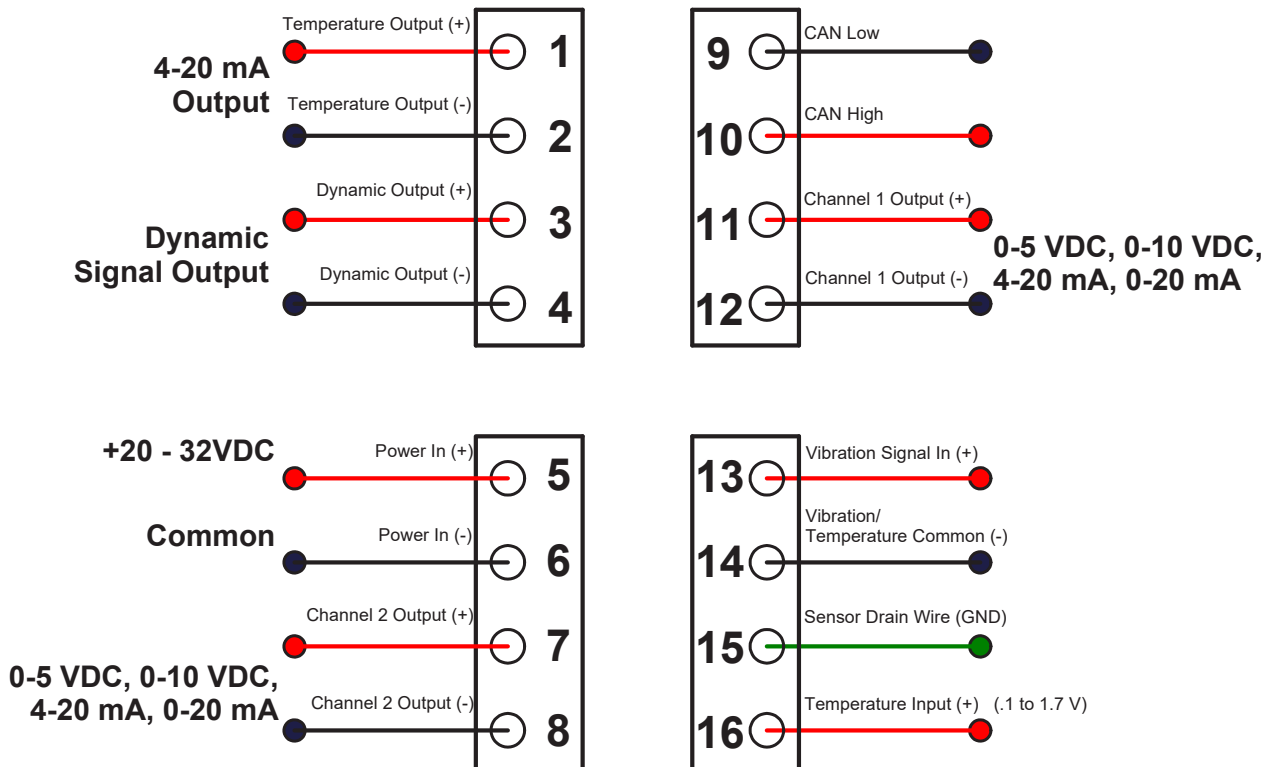 Temperature Output (+)
1
4-20 mA
Output
Temperature Output (-)
2
Dynamic Output (+)
3
Dynamic
Signal Output
Dynamic Output (-)
4
9
CAN Low
10
CAN High
11
Channel 1 Output (+)
0-5 VDC, 0-10 VDC,
4-20 mA, 0-20 mA
12
Channel 1 Output (-)
+20 - 32VDC
Power In (+)
5
Common
Power In (-)
6
Channel 2 Output (+)
7
0-5 VDC, 0-10 VDC,
4-20 mA, 0-20 mA
Channel 2 Output (-)
8
13
Vibration Signal In (+)
14
Vibration/
Temperature Common (-)
15
Sensor Drain Wire (GND)
16
Temperature Input (+) (.1 to 1.7 V)